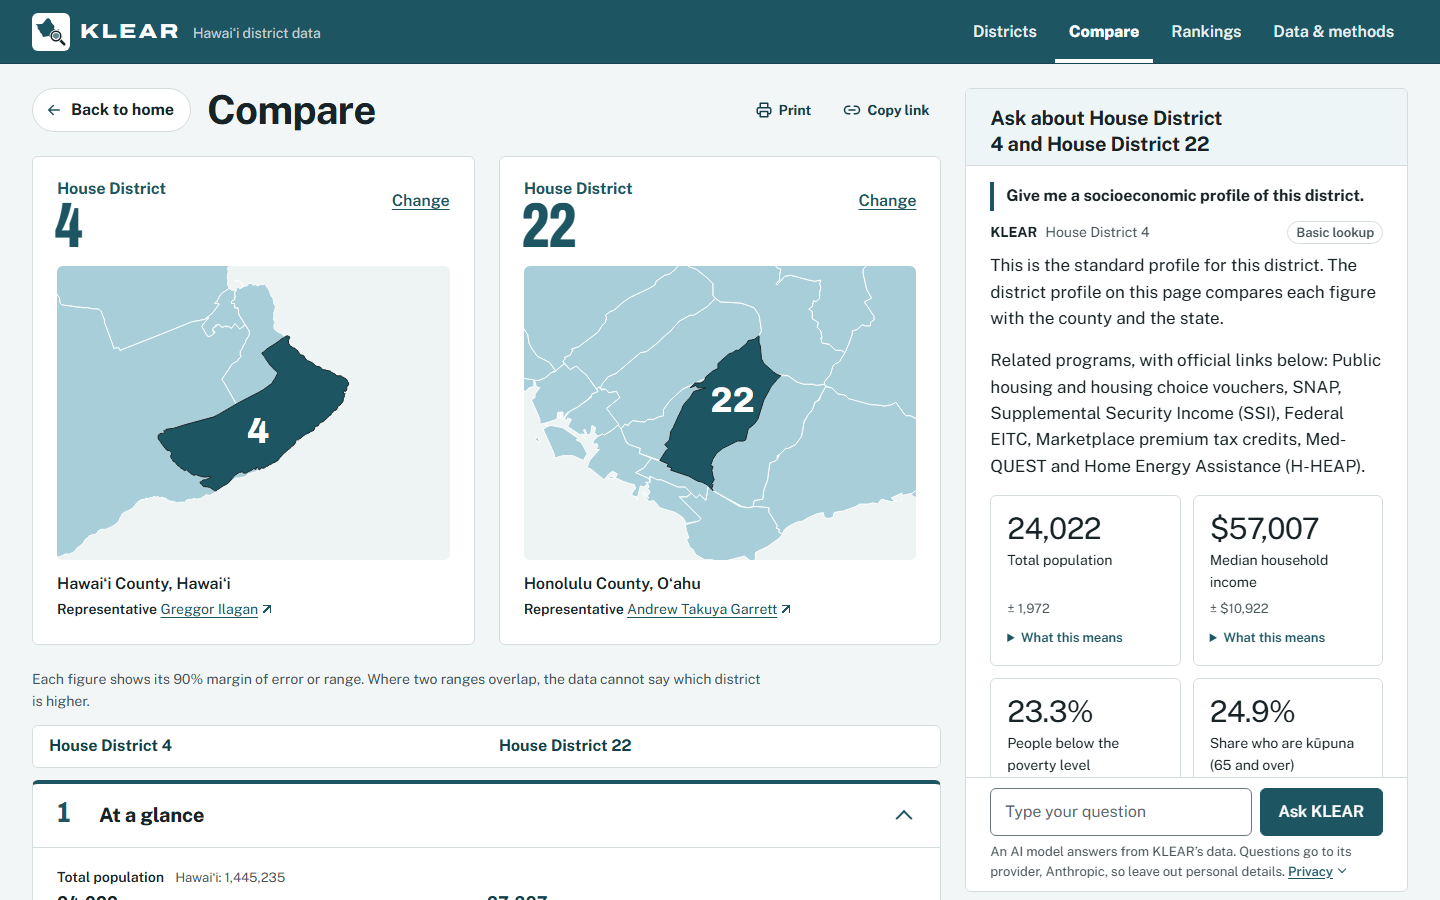 KLEAR
Hawaiʻi district data
Districts
Compare
Rankings
Data & methods
Back to home
Compare
Print
Copy link
House District
4
Change
4
Hawaiʻi County, Hawaiʻi
Representative Greggor Ilagan
House District
22
Change
22
Honolulu County, Oʻahu
Representative Andrew Takuya Garrett
Each figure shows its 90% margin of error or range. Where two ranges overlap, the data cannot say which district
is higher.
House District 4
House District 22
1
At a glance
Total population Hawaiʻi: 1,445,235
Ask about House District
4 and House District 22
Give me a socioeconomic profile of this district.
KLEAR House District 4
Basic lookup
This is the standard profile for this district. The
district profile on this page compares each figure
with the county and the state.
Related programs, with official links below: Public
housing and housing choice vouchers, SNAP,
Supplemental Security Income (SSI), Federal
EITC, Marketplace premium tax credits, Med-
QUEST and Home Energy Assistance (H-HEAP).
24,022
Total population
± 1,972
What this means
$57,007
Median household
income
± $10,922
What this means
23.3%
People below the
poverty level
24.9%
Share who are kūpuna
(65 and over)
Type your question
Ask KLEAR
An AI model answers from KLEAR’s data. Questions go to its
provider, Anthropic, so leave out personal details. Privacy